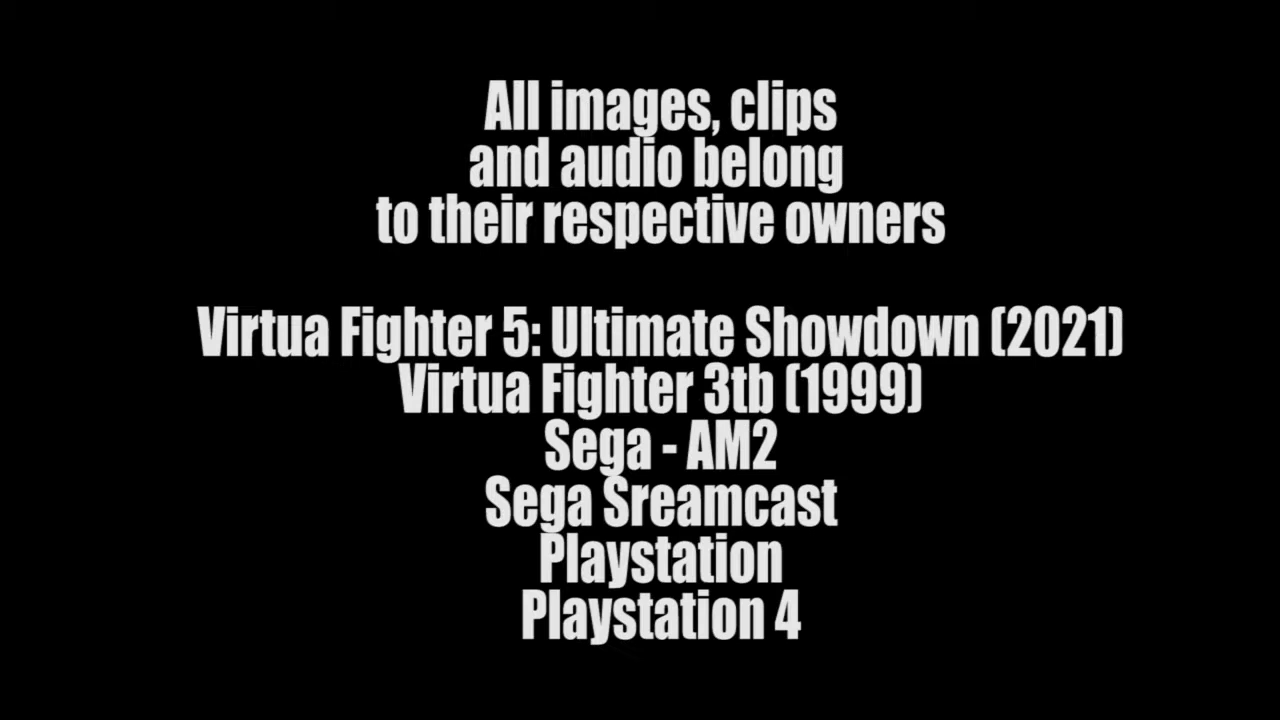 All images, clips
and audio belong
to their respective owners
Virtua Fighter 5: Ultimate Showdown (2021)
Virtua Fighter 3tb (1999)
Sega - AM2
Sega Sreamcast
Playstation
Playstation 4